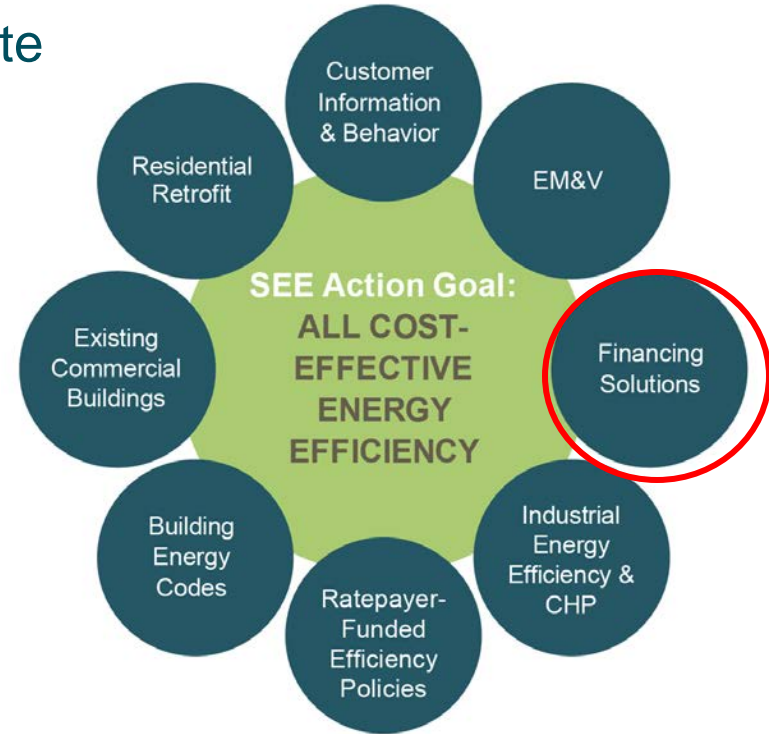 te
Customer
Information
& Behavior
EM&V
Financing
Solutions
Industrial
Energy
Efficiency &
CHP
Ratepayer-
Funded
Efficiency
Policies
Building
Energy
Codes
Existing
Commercial
Buildings
Residential
Retrofit
SEE Action Goal:
ALL COST-
EFFECTIVE
ENERGY
EFFICIENCY